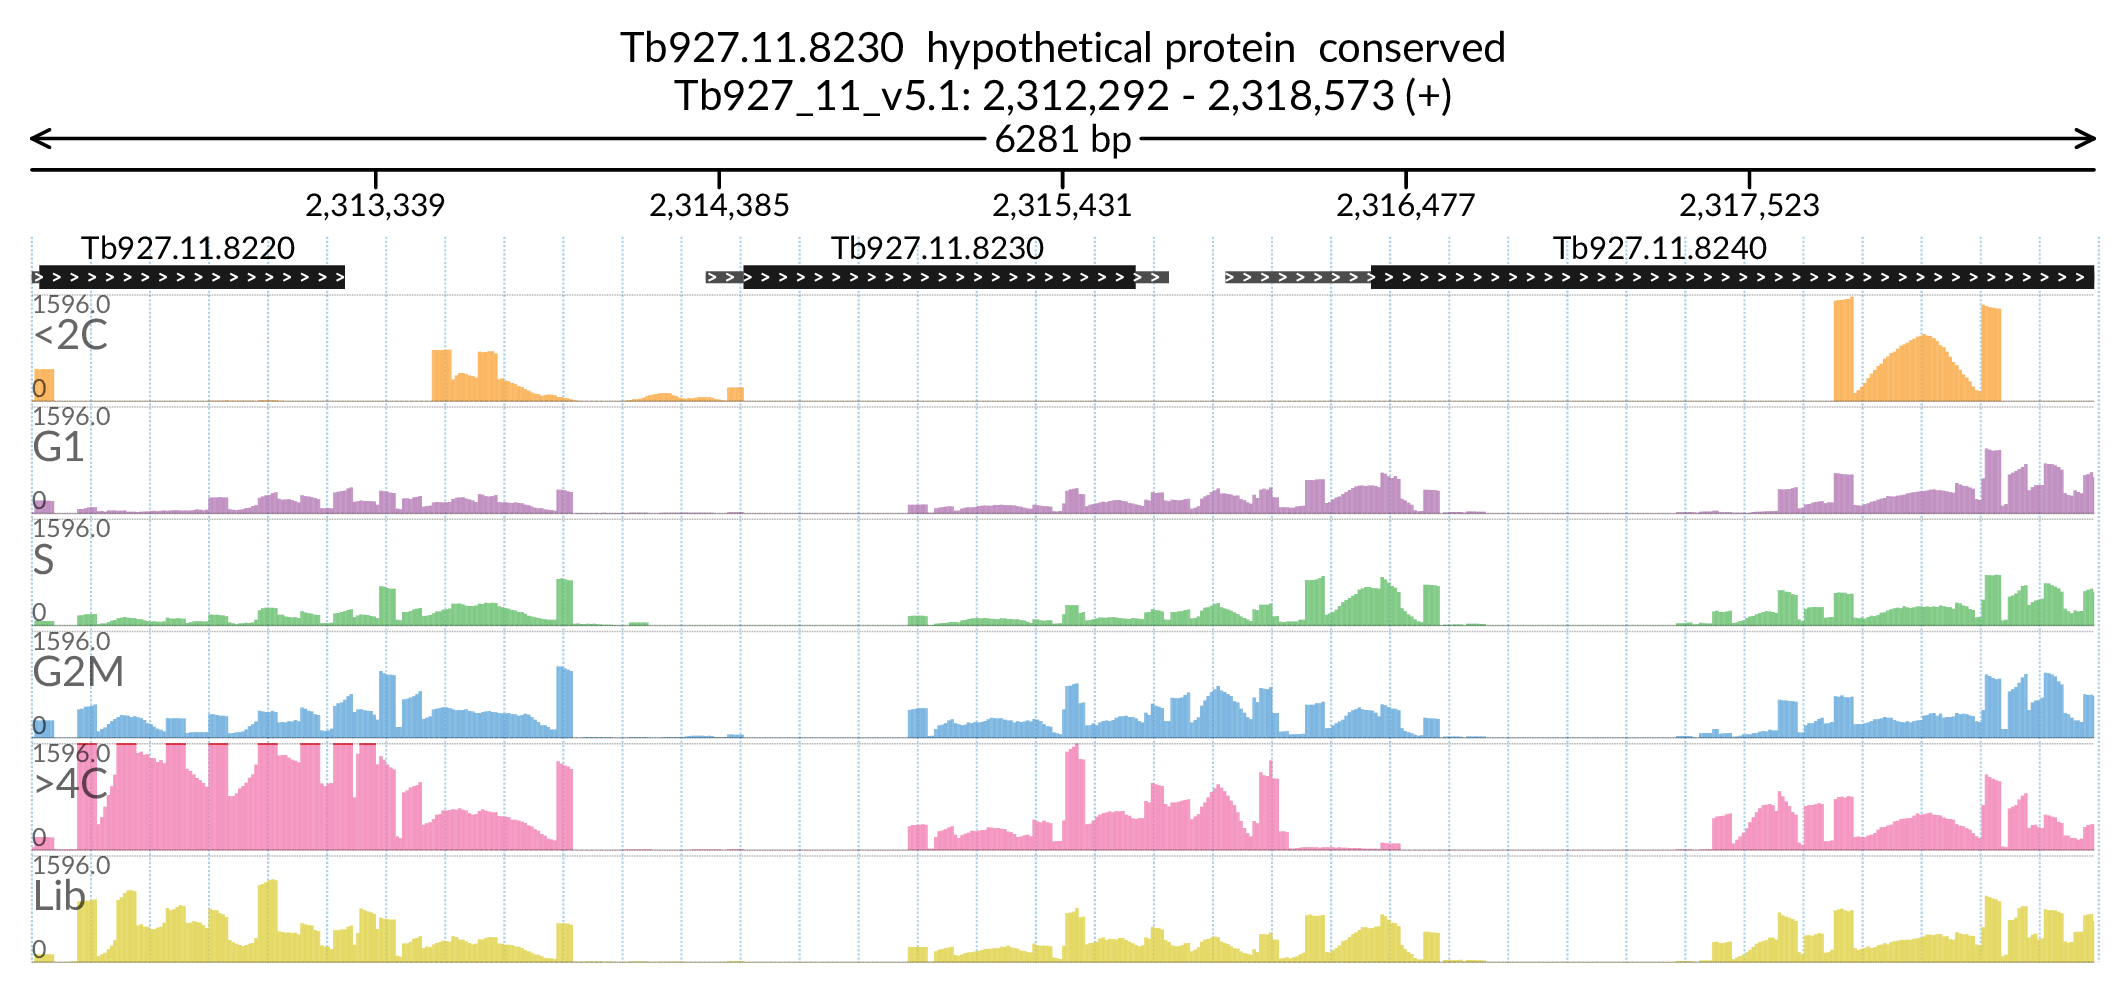 Tb927.11.8230  hypothetical protein  conserved
Tb927_11_v5.1: 2,312,292 - 2,318,573 (+)
6281 bp
2,313,339 2,314,385 2,315,431 2,316,477 2,317,523
Tb927.11.8220 Tb927.11.8230 Tb927.11.8240
1596.0
<2C
0
1596.0
G1
0
1596.0
S
0
1596.0
G2M
0
1596.0
>4C
0
1596.0
Lib
0